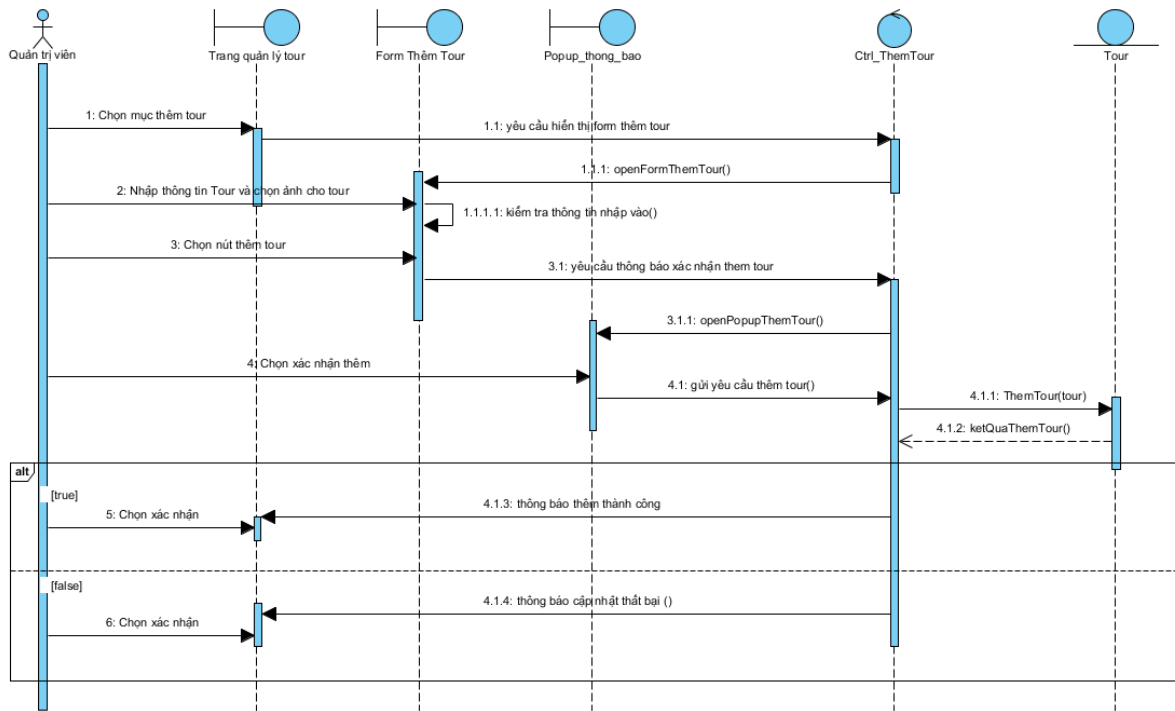 Quản trị viên
Trang quản lý tour
Form Thêm Tour
Popup_thong_bao
Ctrl_ThemTour
Tour
1: Chọn mục thêm tour
1.1: yêu cầu hiển thị form thêm tour
1.1.1: openFormThemTour()
2: Nhập thông tin Tour và chọn ảnh cho tour
1.1.1.1: kiểm tra thông tin nhập vào()
3: Chọn nút thêm tour
3.1: yêu cầu thông báo xác nhận them tour
3.1.1: openPopupThemTour()
4: Chọn xác nhận thêm
4.1: gửi yêu cầu thêm tour()
4.1.1: ThemTour(tour)
4.1.2: ketQuaThemTour()
alt
[true]
4.1.3: thông báo thêm thành công
5: Chọn xác nhận
[false]
4.1.4: thông báo cập nhật thất bại ()
6: Chọn xác nhận